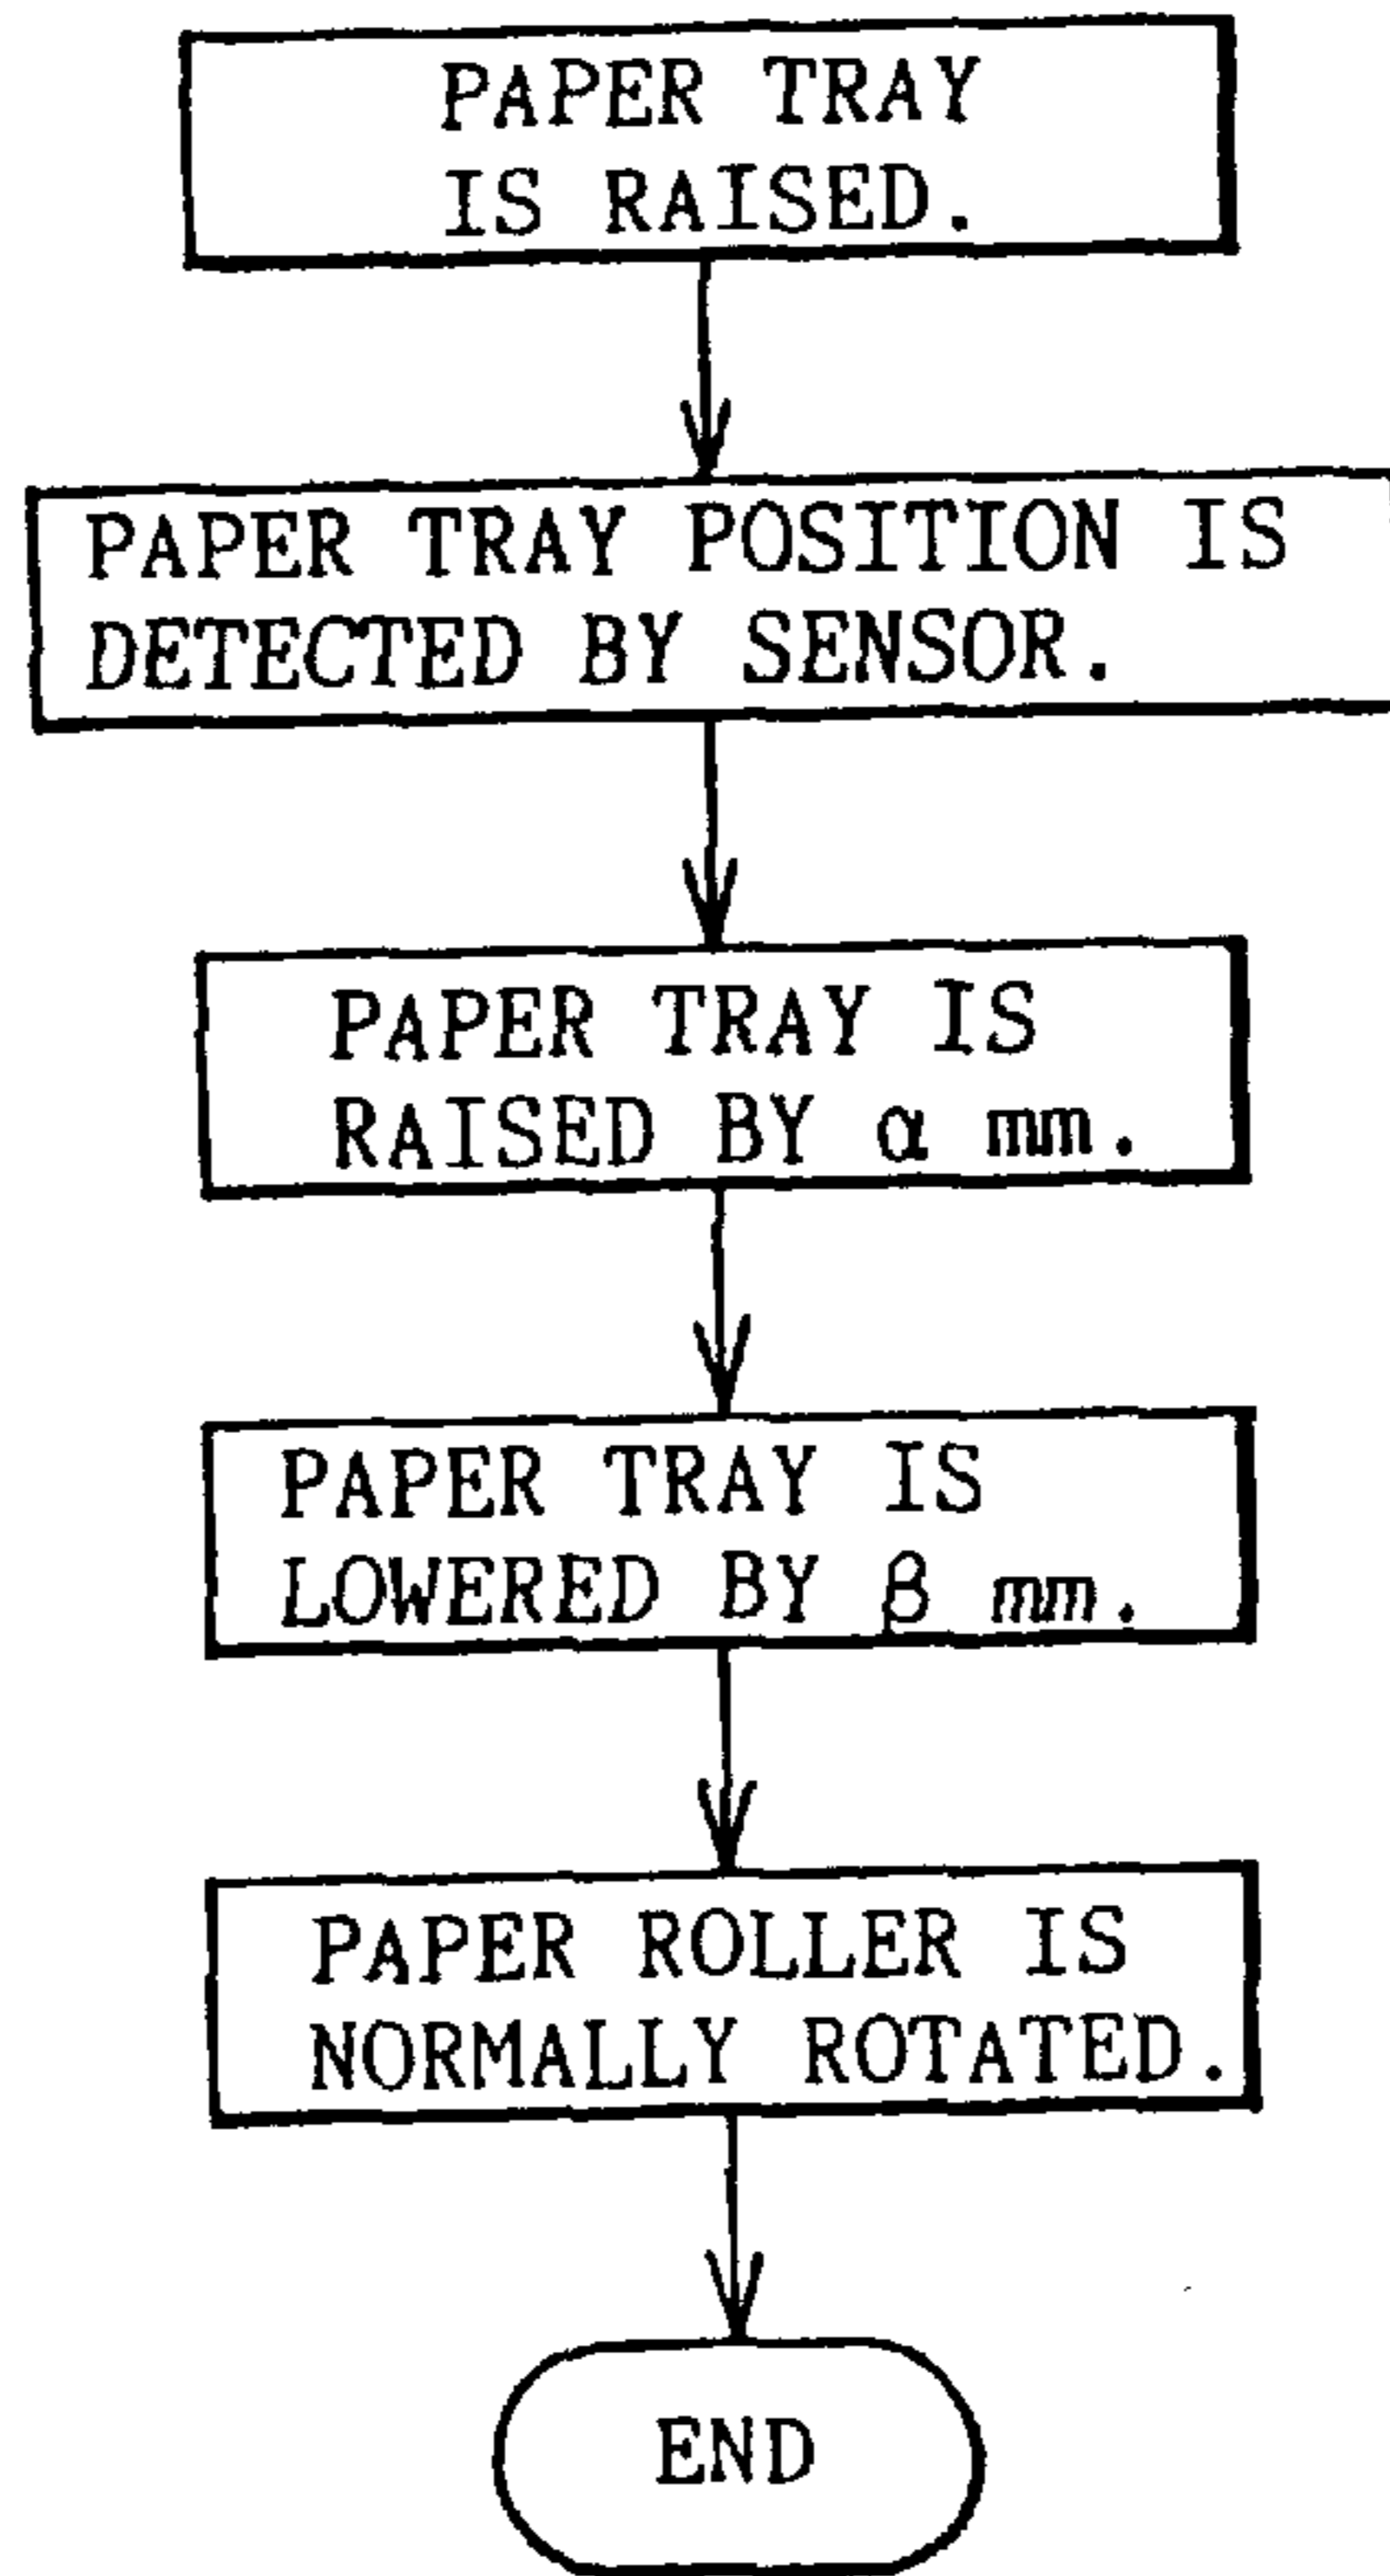 PAPER TRAY
IS RAISED.
PAPER TRAY POSITION IS
DETECTED BY SENSOR.
PAPER TRAY IS
RAISED BY α mm.
PAPER TRAY IS
LOWERED BY β mm.
PAPER ROLLER IS
NORMALLY ROTATED.
END